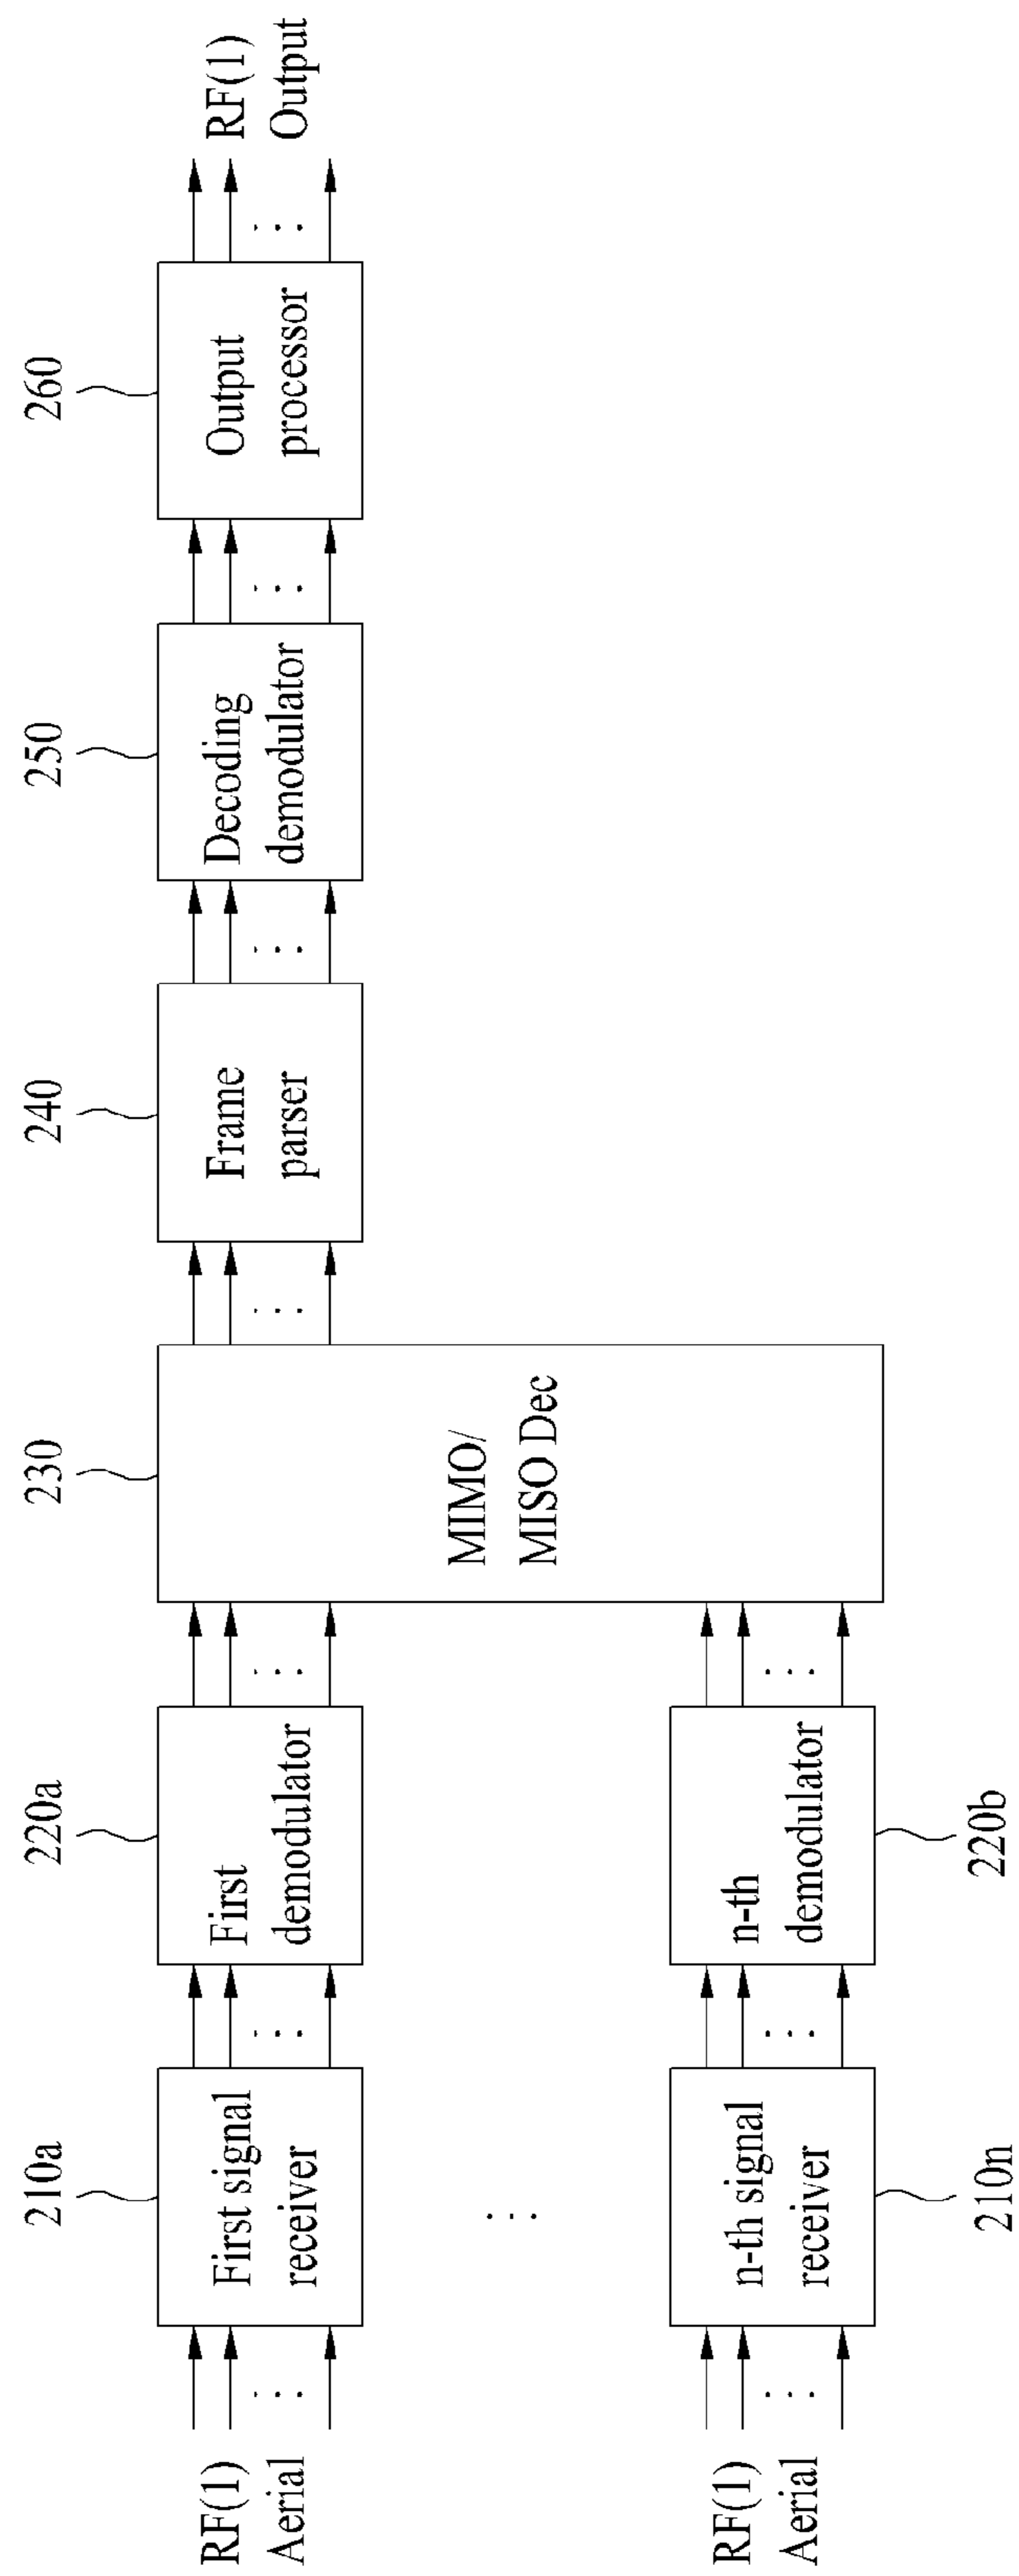 210a
220a
230
240
250
260
RF(1)
Aerial
First signal
receiver
First
demodulator
MIMO/
MISO Dec
Frame
parser
Decoding
demodulator
Output
processor
RF(1)
Output
. . .
RF(1)
Aerial
n-th signal
receiver
n-th
demodulator
210n
220b